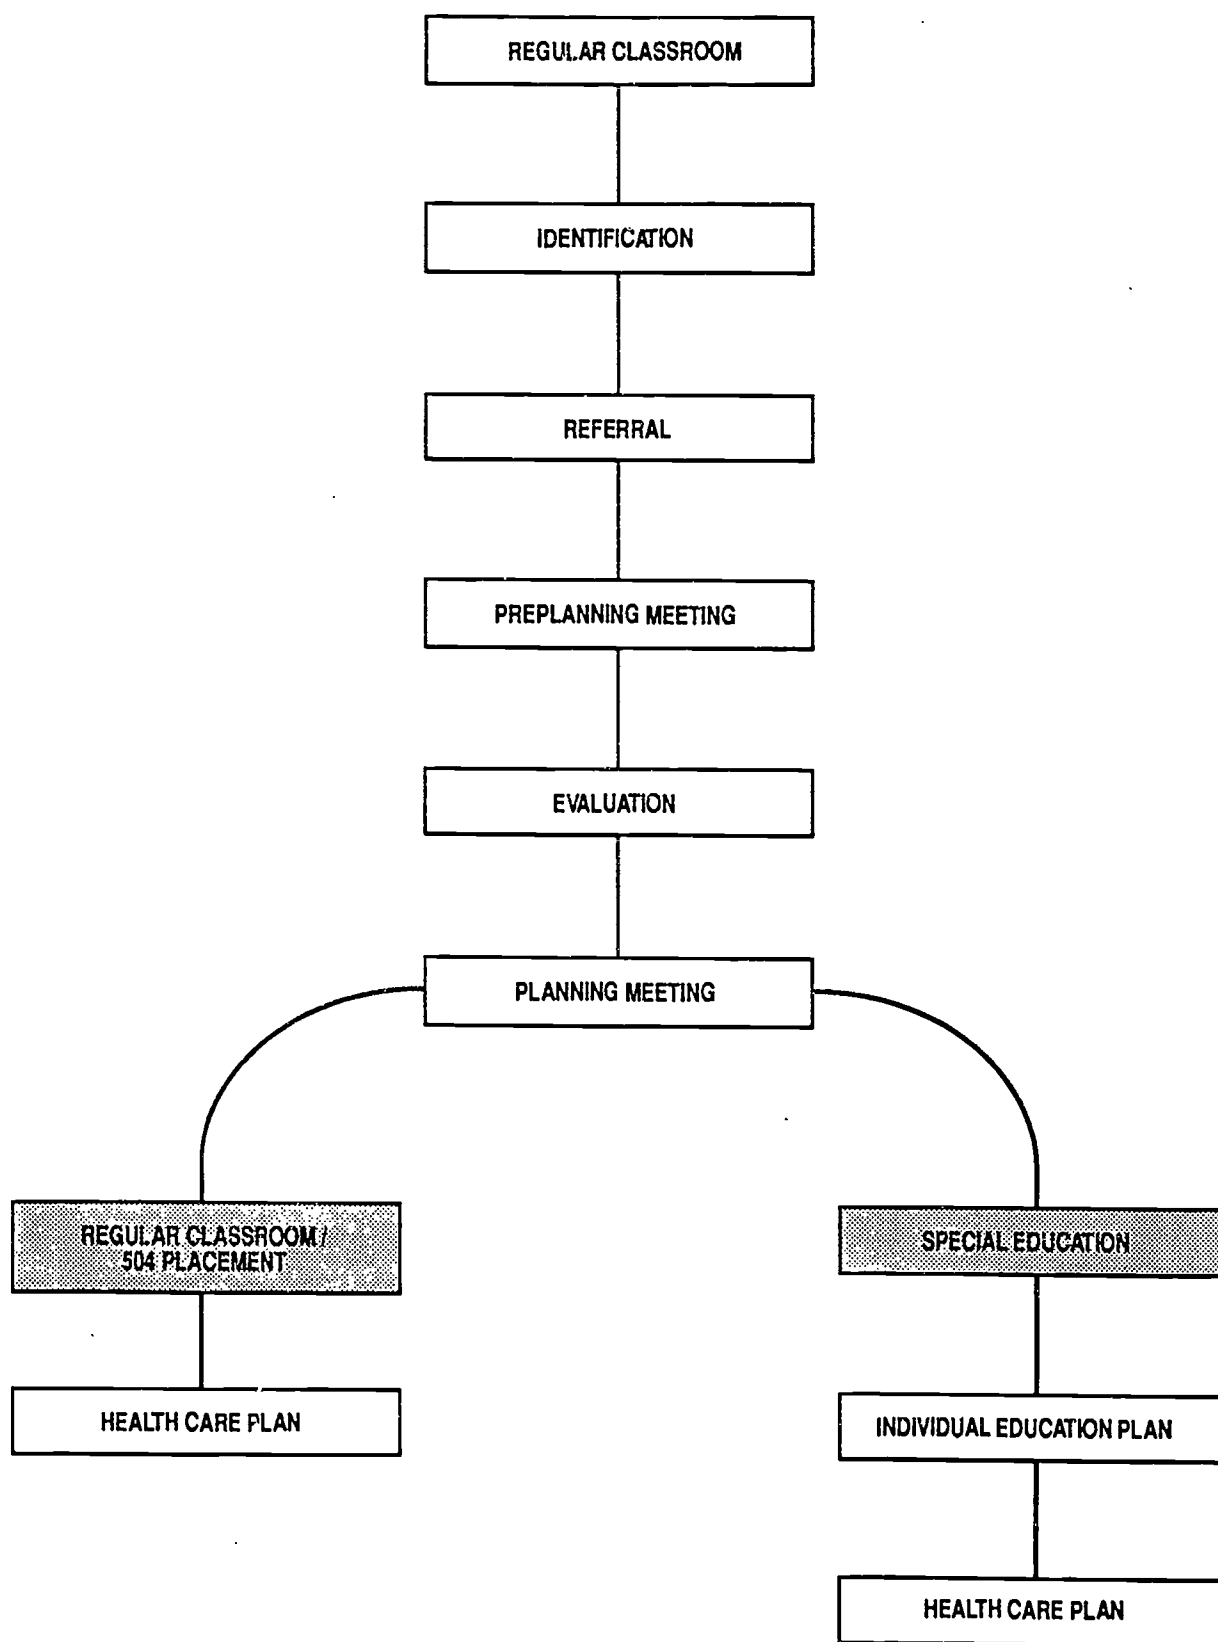 REGULAR CLASSROOM
IDENTIFICATION
REFERRAL
PREPLANNING MEETING
EVALUATION
PLANNING MEETING
REGULAR CLASSROOM /
504 PLACEMENT
SPECIAL EDUCATION
HEALTH CARE PLAN
INDIVIDUAL EDUCATION PLAN
HEALTH CARE PLAN